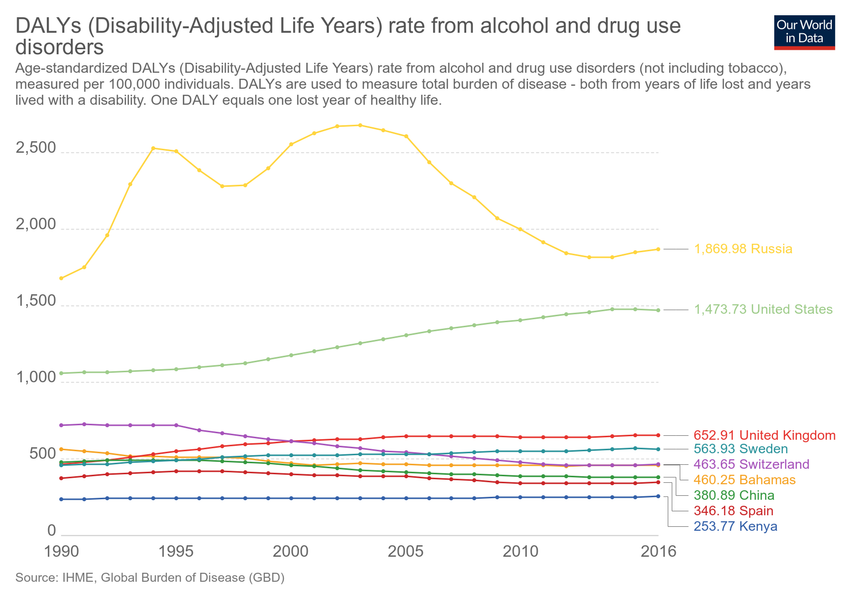 DALYs (Disability-Adjusted Life Years) rate from alcohol and drug use
disorders
Our World
in Data
Age-standardized DALYs (Disability-Adjusted Life Years) rate from alcohol and drug use disorders (not including tobacco),
measured per 100,000 individuals. DALYs are used to measure total burden of disease - both from years of life lost and years
lived with a disability. One DALY equals one lost year of healthy life.
2,500
2,000
1,500
1,000
500
0
1,869.98 Russia
1,473.73 United States
652.91 United Kingdom
563.93 Sweden
463.65 Switzerland
460.25 Bahamas
380.89 China
346.18 Spain
253.77 Kenya
1990 1995 2000 2005 2010 2016
Source: IHME, Global Burden of Disease (GBD)